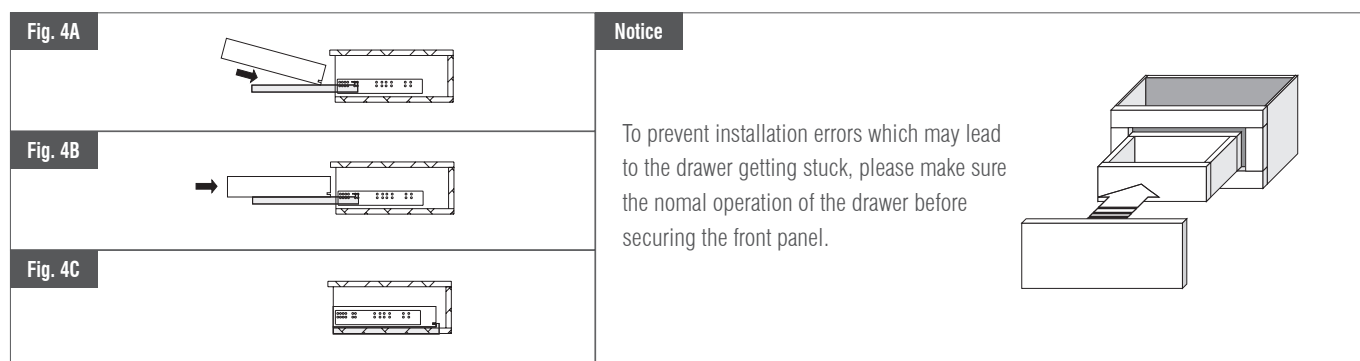 Fig. 4A
Fig. 4B
Fig. 4C
Notice
To prevent installation errors which may lead
to the drawer getting stuck, please make sure
the nomal operation of the drawer before
securing the front panel.